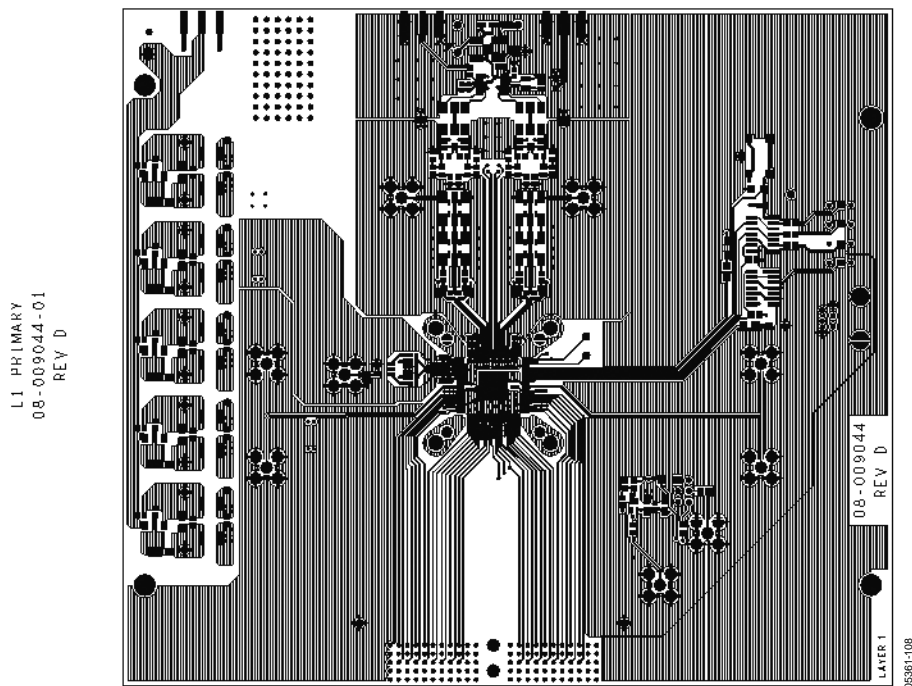 L1 PRIMARY
08-009044-01
REV D
08-009044
REV D
LAYER 1
05361-108